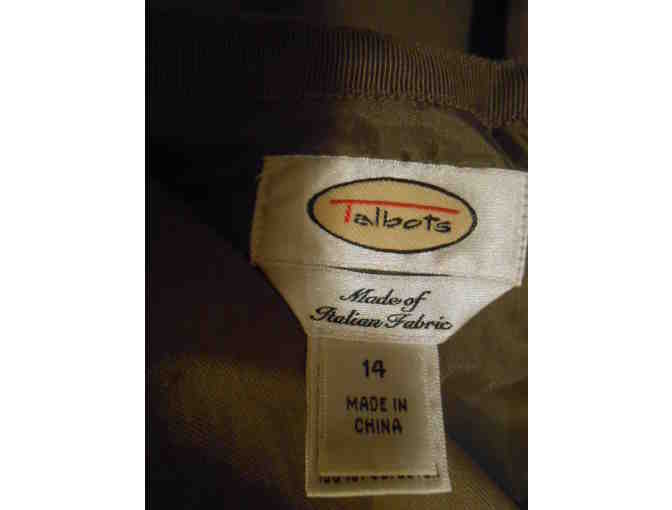 Talbots
Made of
Italian Fabric
14
MADE IN
CHINA